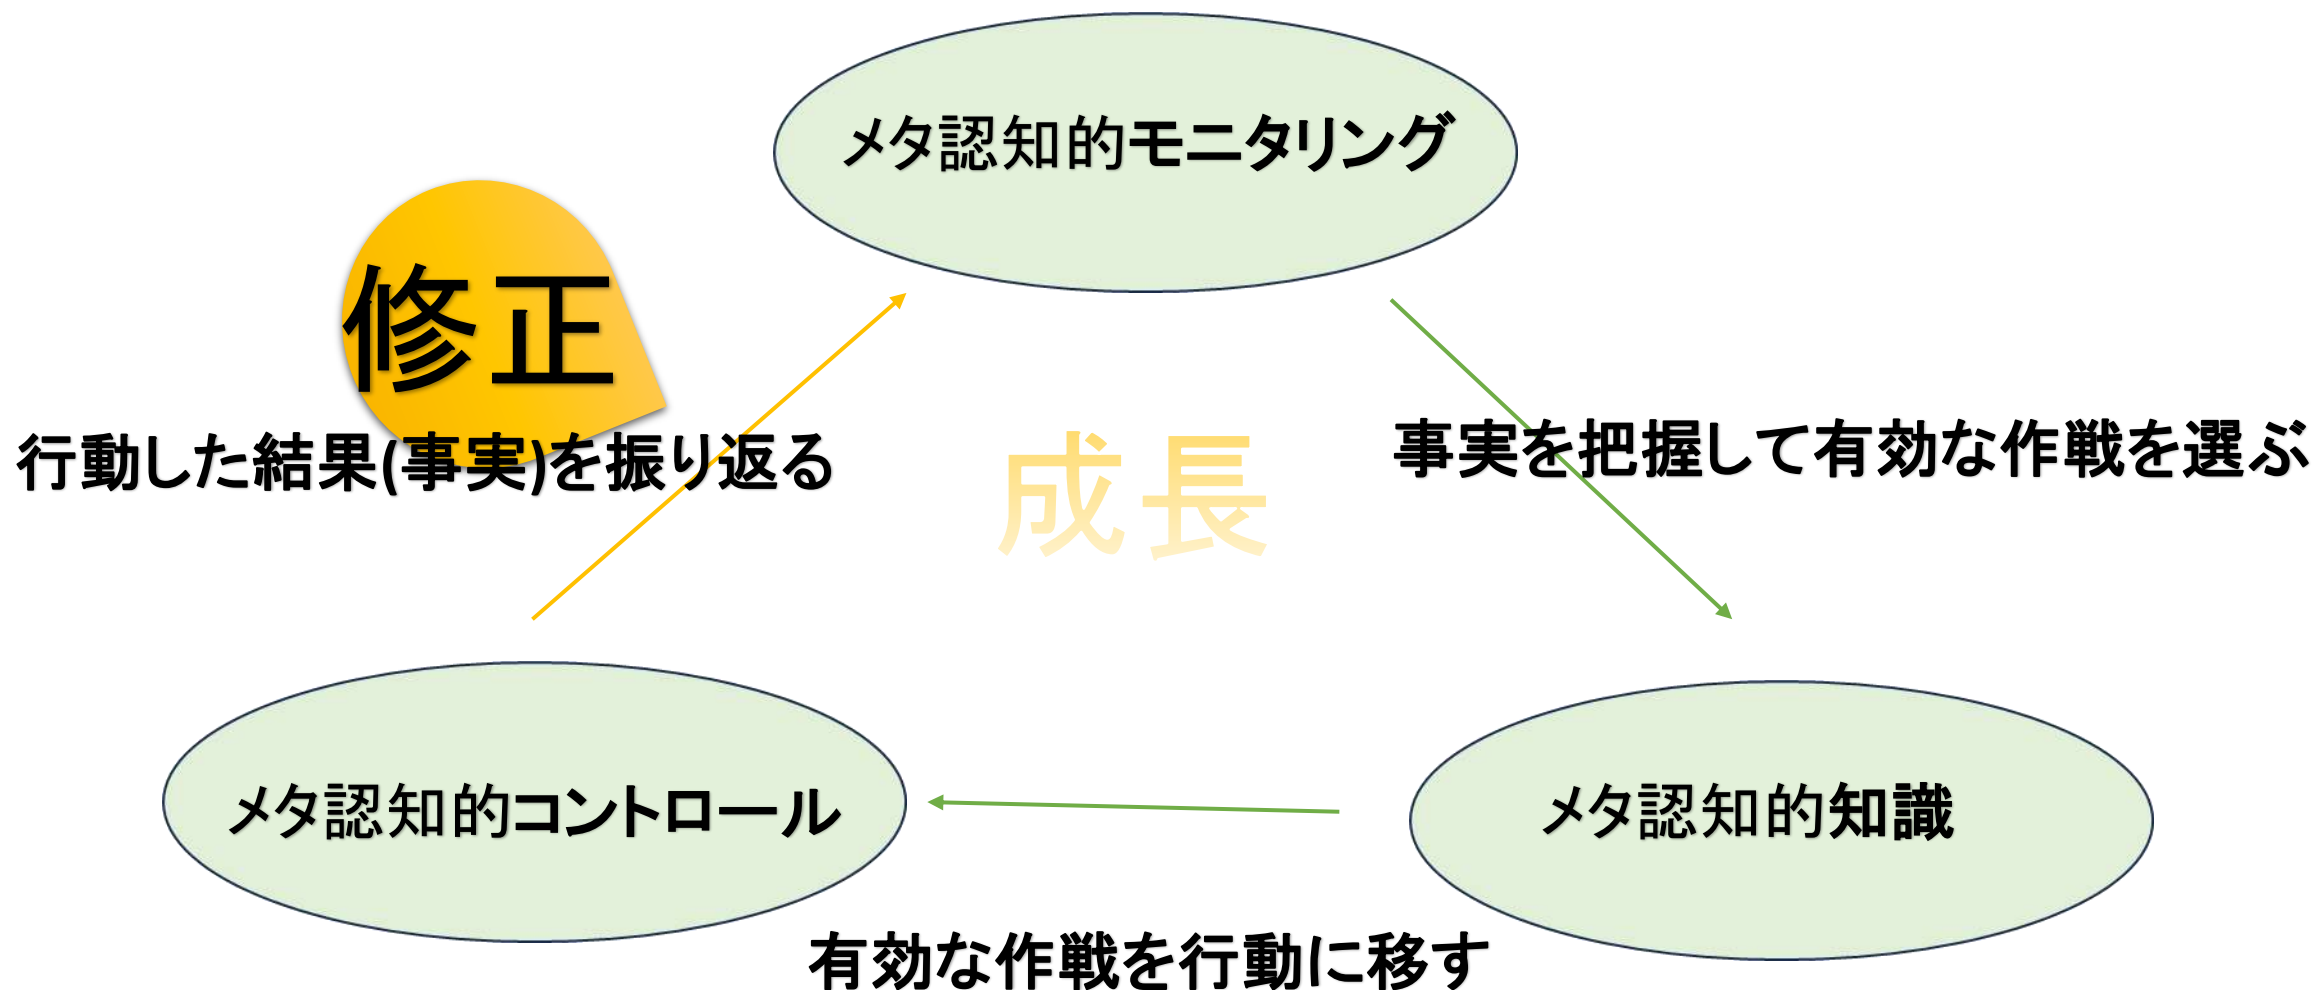 メタ認知的モニタリング
修正
行動した結果(事実)を振り返る
成長
事実を把握して有効な作戦を選ぶ
メタ認知的コントロール
メタ認知的知識
有効な作戦を行動に移す